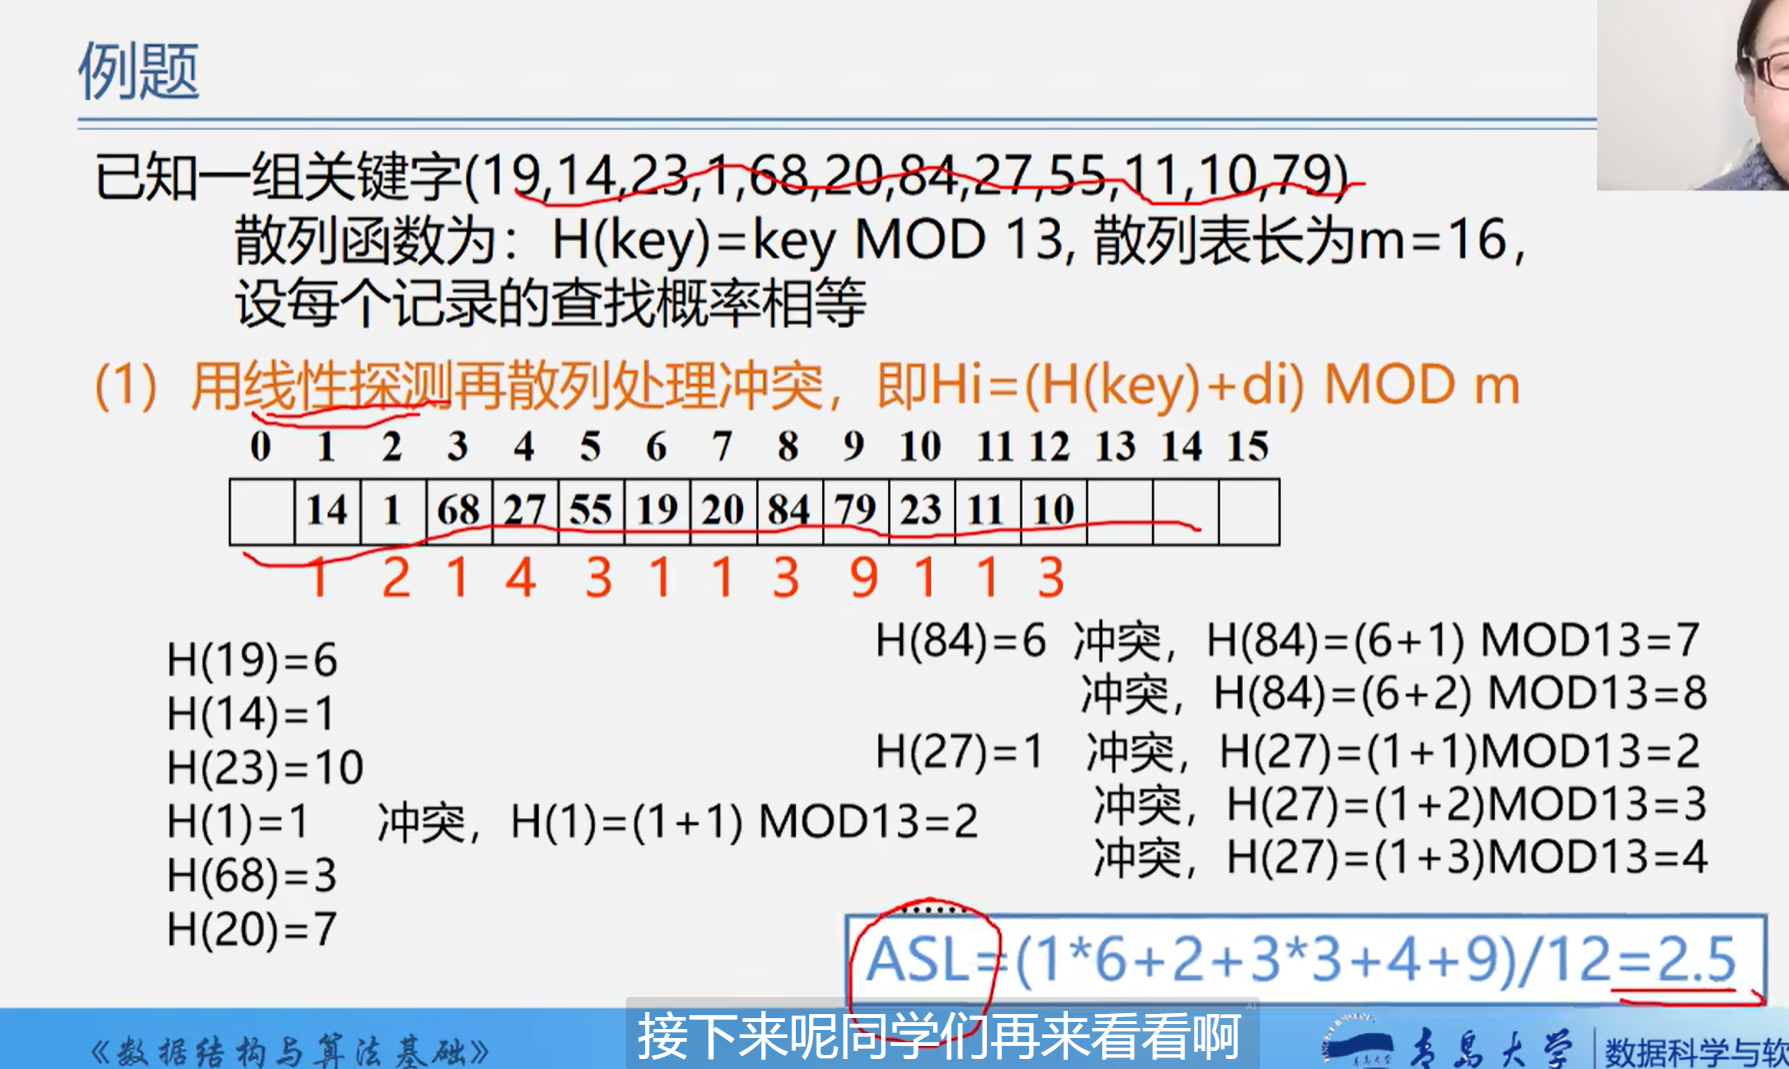 例题
已知一组关键字(19,14,23,1,68,20,84,27,55,11,10,79)
散列函数为：H(key)=key MOD 13, 散列表长为m=16，
设每个记录的查找概率相等
(1) 用线性探测再散列处理冲突，即Hi=(H(key)+di) MOD m
0 1 2 3 4 5 6 7 8 9 10 11 12 13 14 15
14 1 68 27 55 19 20 84 79 23 11 10
1 2 1 4 3 1 1 3 9 1 1 3
H(19)=6
H(14)=1
H(23)=10
H(1)=1 冲突，H(1)=(1+1) MOD13=2
H(68)=3
H(20)=7
H(84)=6 冲突，H(84)=(6+1) MOD13=7
冲突，H(84)=(6+2) MOD13=8
H(27)=1 冲突，H(27)=(1+1)MOD13=2
冲突，H(27)=(1+2)MOD13=3
冲突，H(27)=(1+3)MOD13=4
······
ASL=(1*6+2+3*3+4+9)/12=2.5
接下来呢同学们再来看看啊
《数据结构与算法基础》
青岛大学
数据科学与软